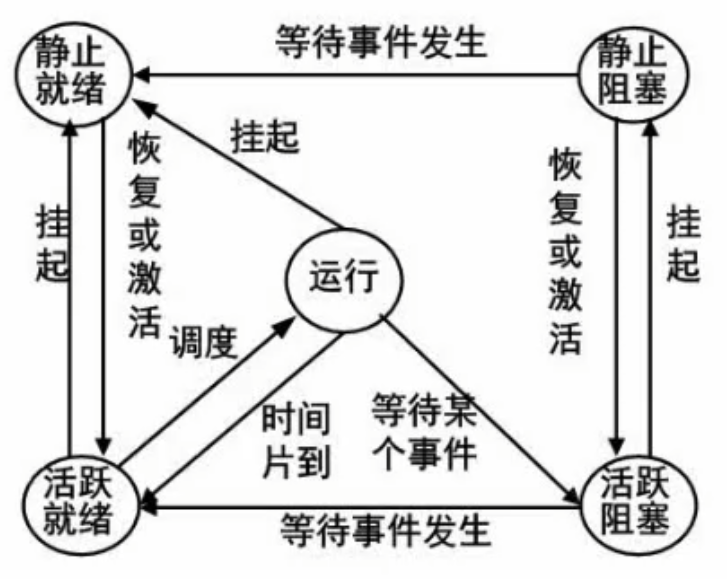 等待事件发生
静止
就绪
静止
阻塞
挂起
恢复或激活
恢复或激活
挂起
挂起
运行
调度
时间
片到
等待某
个事件
活跃
就绪
活跃
阻塞
等待事件发生